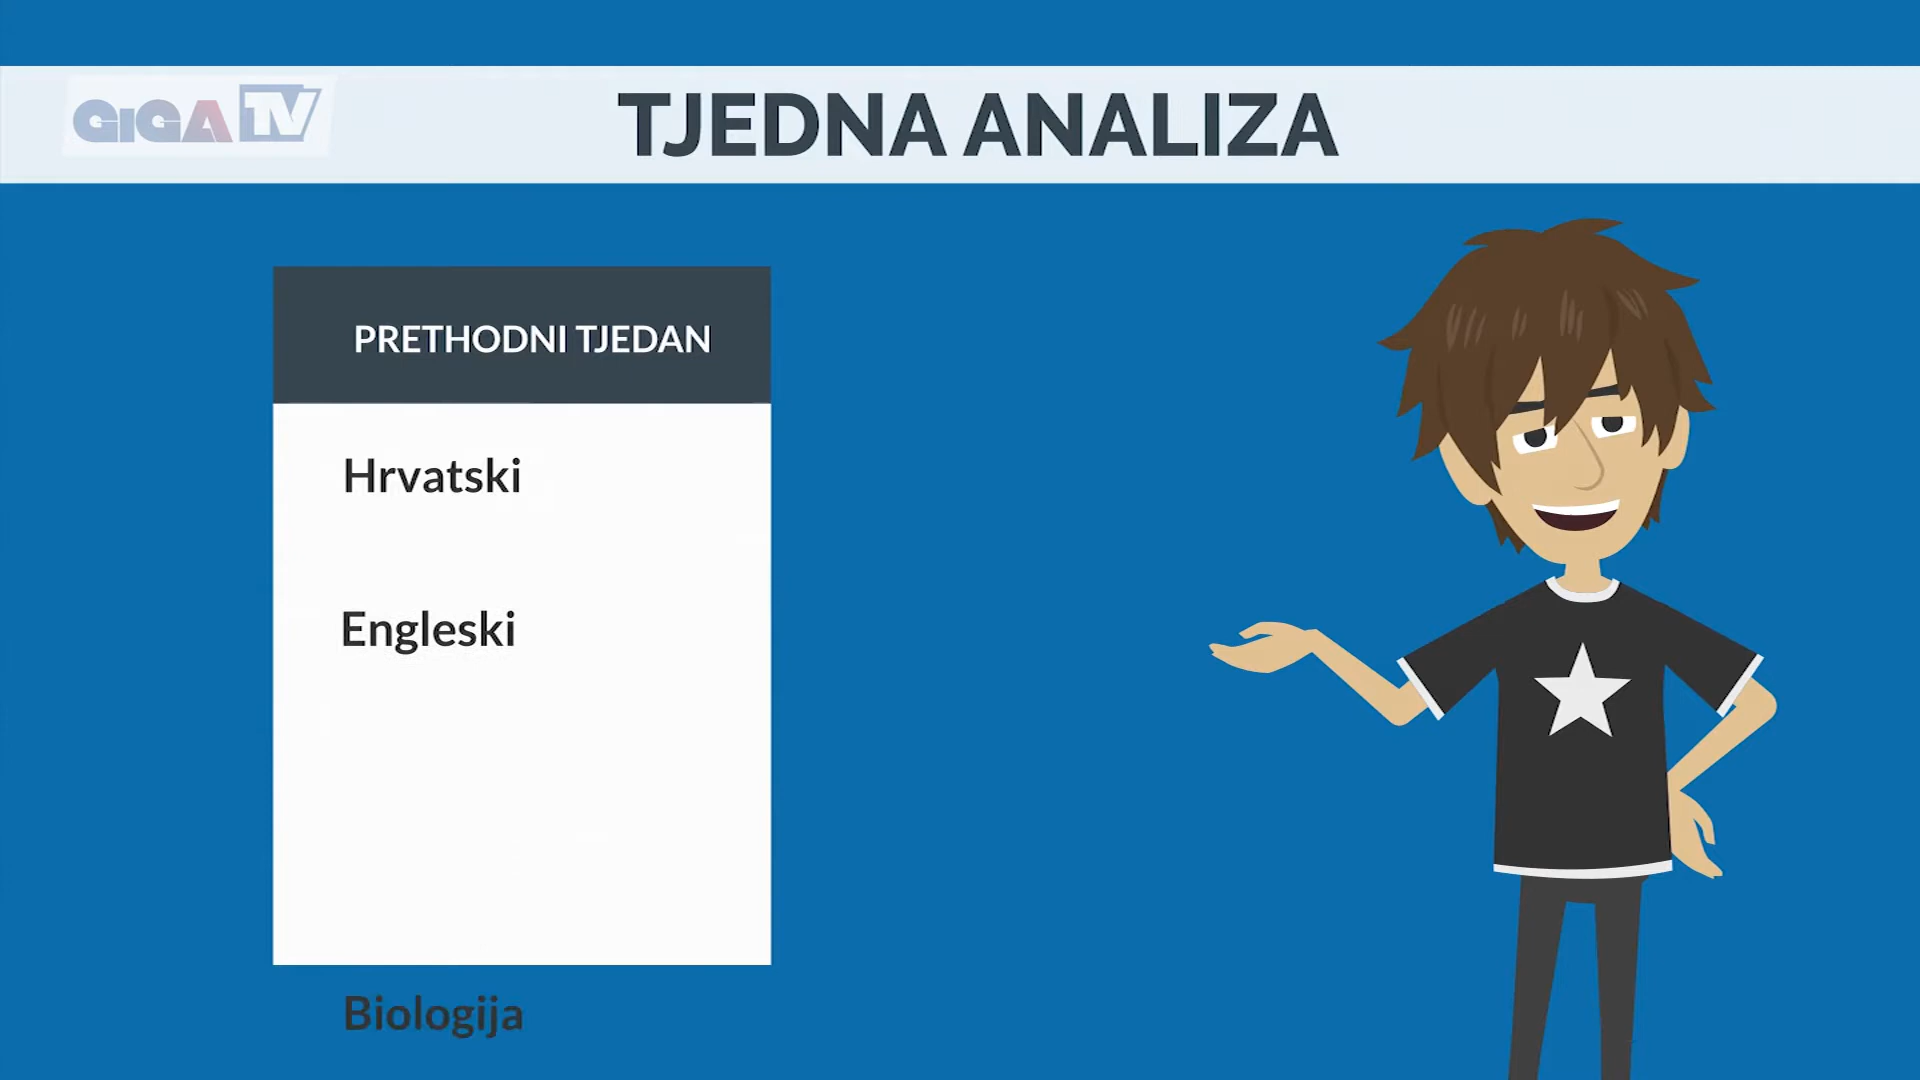 GIGA TV
TJEDNA ANALIZA
PRETHODNI TJEDAN
Hrvatski
Engleski
Biologija